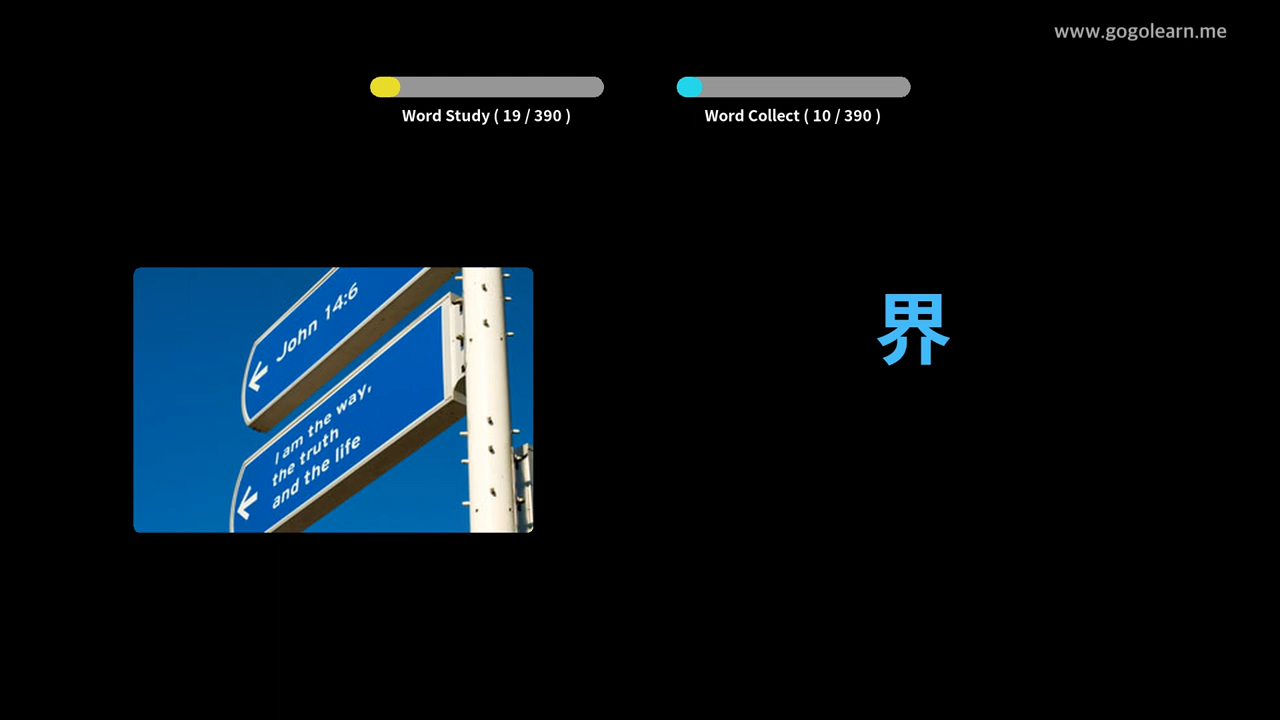 www.gogolearn.me
Word Study ( 19 / 390 )
Word Collect ( 10 / 390 )
John 14:6
I am the way,
the truth
and the life
界